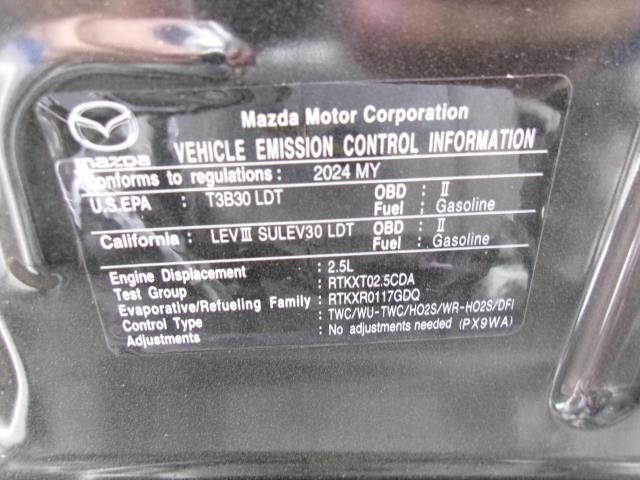 Mazda Motor Corporation
mazda
VEHICLE EMISSION CONTROL INFORMATION
Conforms to regulations : 2024 MY
U.S.EPA : T3B30 LDT OBD : II
Fuel : Gasoline
California : LEVⅢ SULEV30 LDT OBD : II
Fuel : Gasoline
Engine Displacement : 2.5L
Test Group : RTKXT02.5CDA
Evaporative/Refueling Family : RTKXR0117GDQ
Control Type : TWC/WU-TWC/HO2S/WR-HO2S/DFI
Adjustments : No adjustments needed (PX9WA)